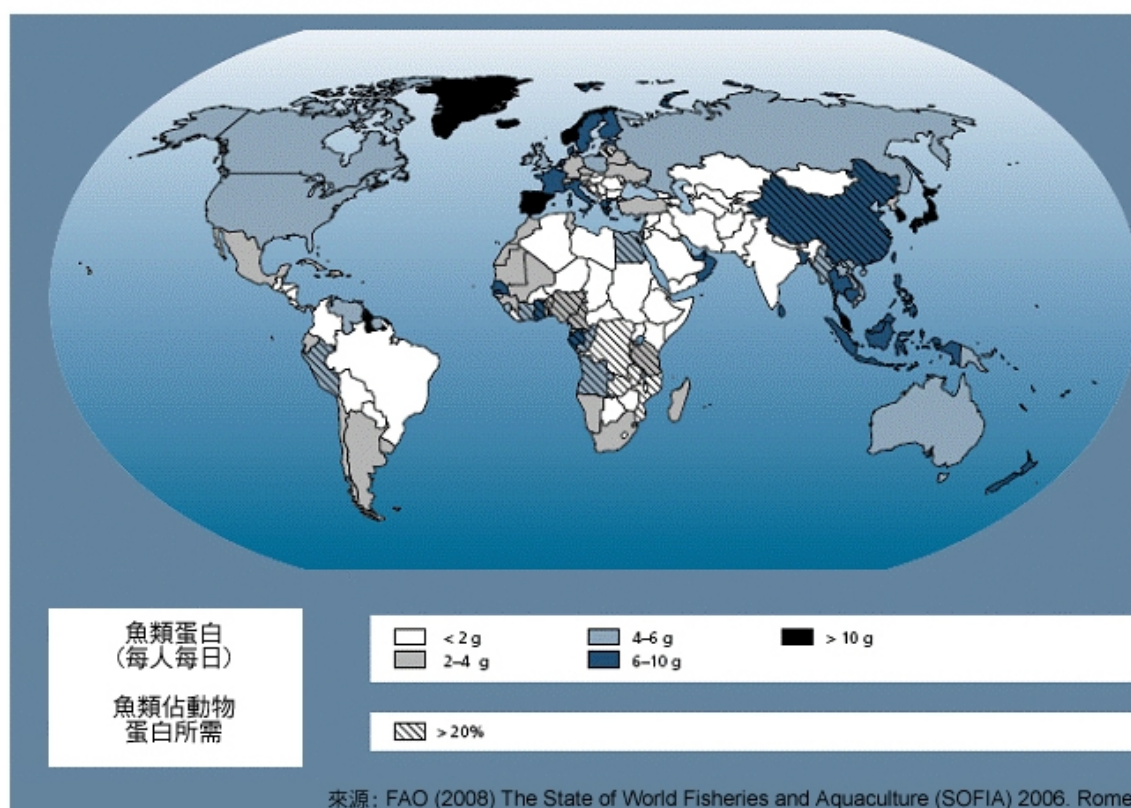 魚類蛋白
（每人每日）
魚類佔動物
蛋白所需
< 2 g
2–4 g
4–6 g
6–10 g
> 10 g
> 20%
來源: FAO (2008) The State of World Fisheries and Aquaculture (SOFIA) 2006. Rome